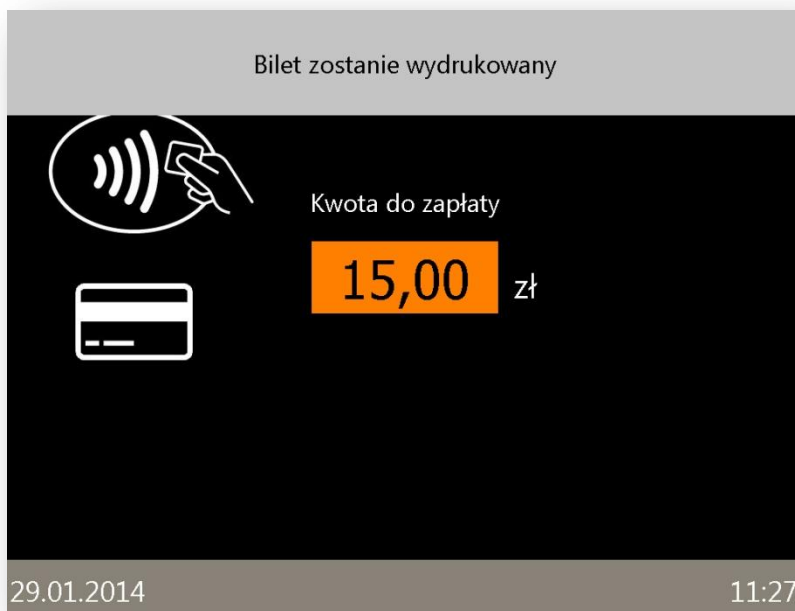 Bilet zostanie wydrukowany
Kwota do zapłaty
15,00 zł
29.01.2014
11:27